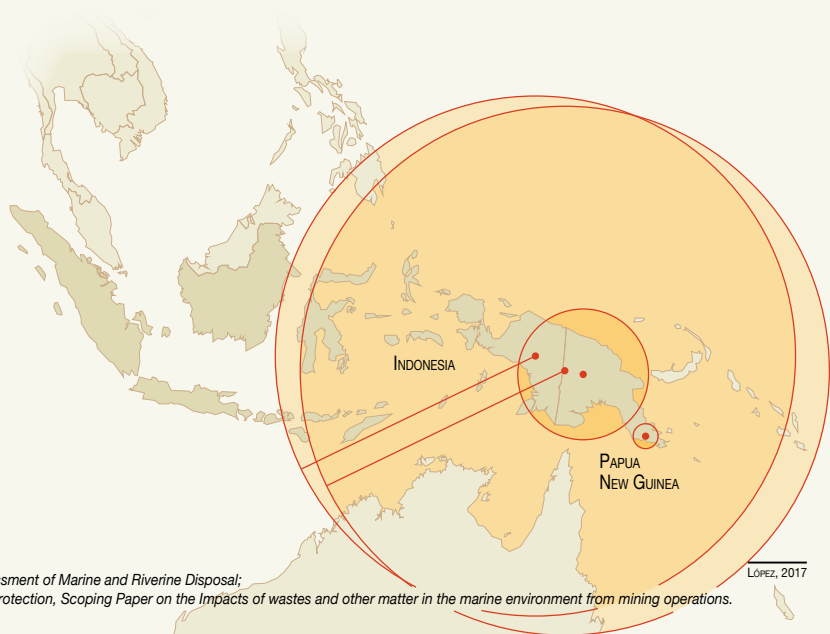 INDONESIA
PAPUA
NEW GUINEA
LÓPEZ, 2017
sment of Marine and Riverine Disposal;
rotection, Scoping Paper on the Impacts of wastes and other matter in the marine environment from mining operations.